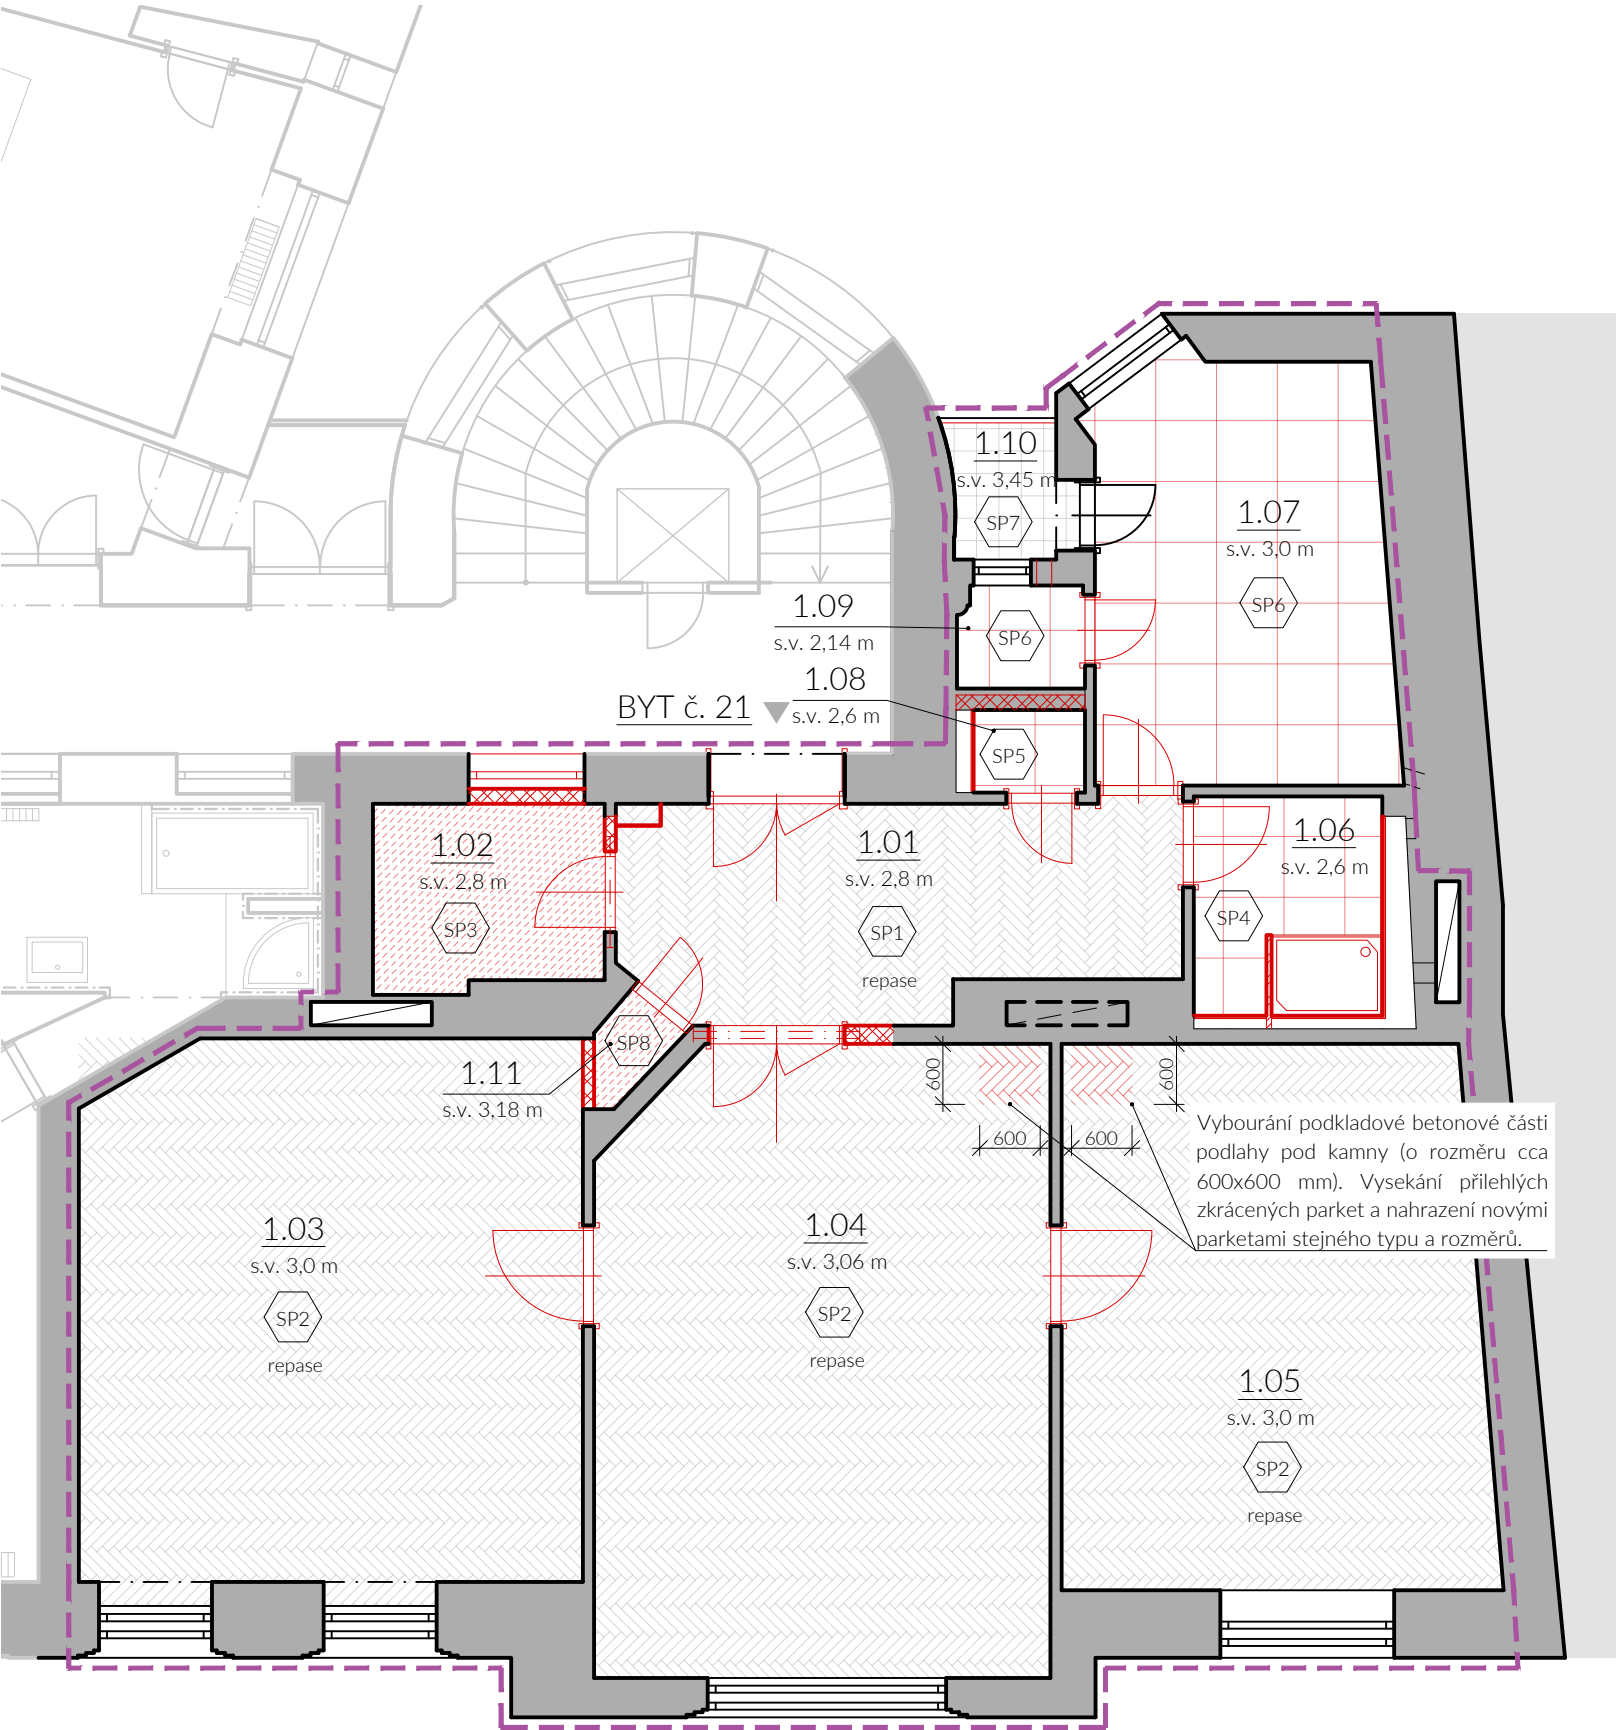 1.10
s.v. 3,45 m
SP7
1.07
s.v. 3,0 m
SP6
1.09
s.v. 2,14 m
SP6
1.08
s.v. 2,6 m
BYT č. 21
SP5
1.02
s.v. 2,8 m
SP3
1.01
s.v. 2,8 m
SP1
repase
1.06
s.v. 2,6 m
SP4
SP8
1.11
s.v. 3,18 m
600
600
600
600
Vybourání podkladové betonové části
podlahy pod kamny (o rozměru cca
600x600 mm). Vysekání přilehlých
zkrácených parket a nahrazení novými
parketami stejného typu a rozměrů.
1.03
s.v. 3,0 m
SP2
repase
1.04
s.v. 3,06 m
SP2
repase
1.05
s.v. 3,0 m
SP2
repase